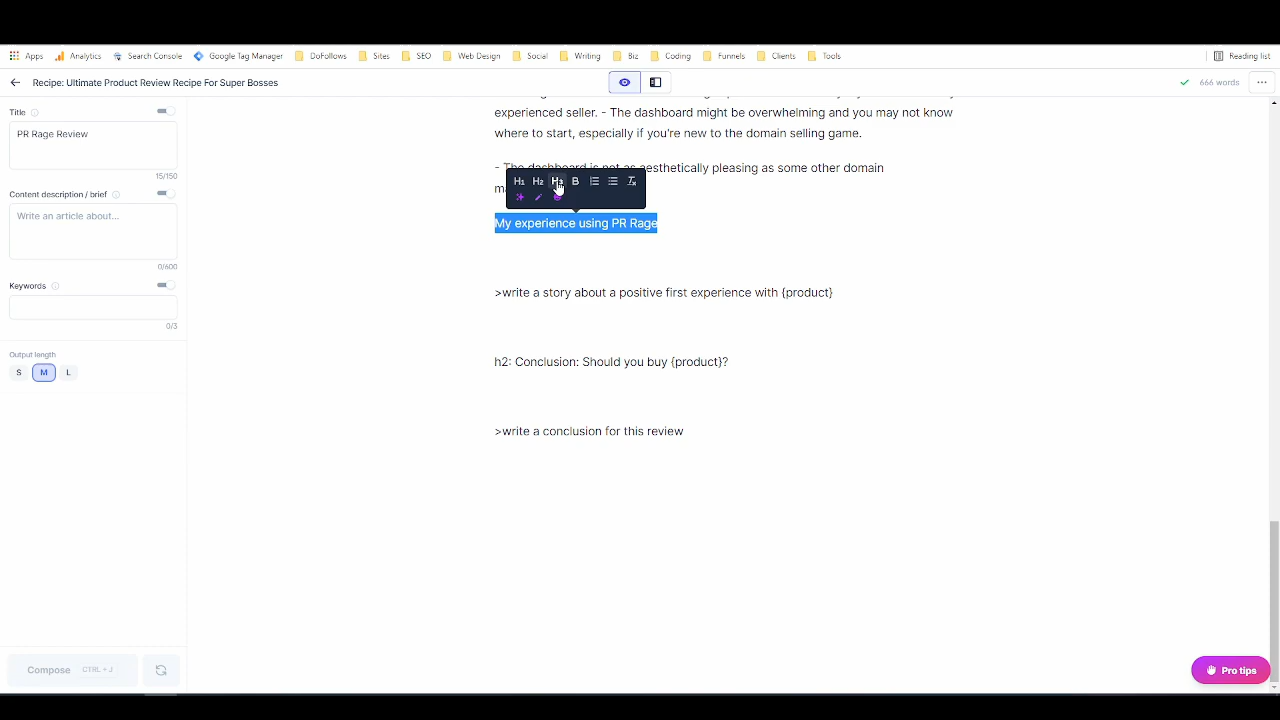 Apps Analytics Search Console Google Tag Manager DoFollows Sites SEO Web Design Social Writing Biz Coding Funnels Clients Tools Reading list
Recipe: Ultimate Product Review Recipe For Super Bosses
666 words
Title
PR Rage Review
15/150
Content description / brief
Write an article about...
0/600
Keywords
0/3
Output length
S M L
Compose CTRL + J
experienced seller. - The dashboard might be overwhelming and you may not know
where to start, especially if you're new to the domain selling game.
- The dashboard is not as aesthetically pleasing as some other domain
H1 H2 H3 B
My experience using PR Rage
>write a story about a positive first experience with {product}
h2: Conclusion: Should you buy {product}?
>write a conclusion for this review
Pro tips